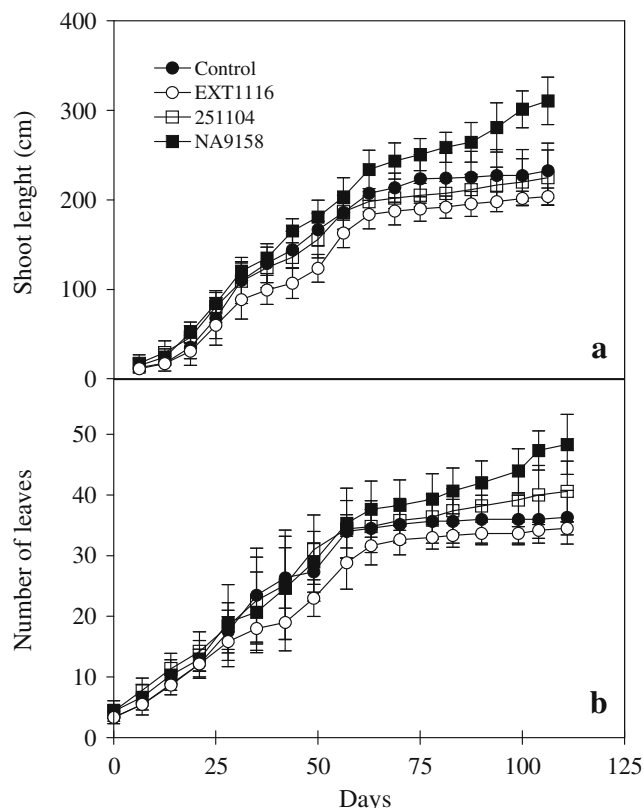 400
300
200
100
0
Shoot lenght (cm)
Control
EXT1116
251104
NA9158
a
50
40
30
20
10
0
Number of leaves
b
0 25 50 75 100 125
Days